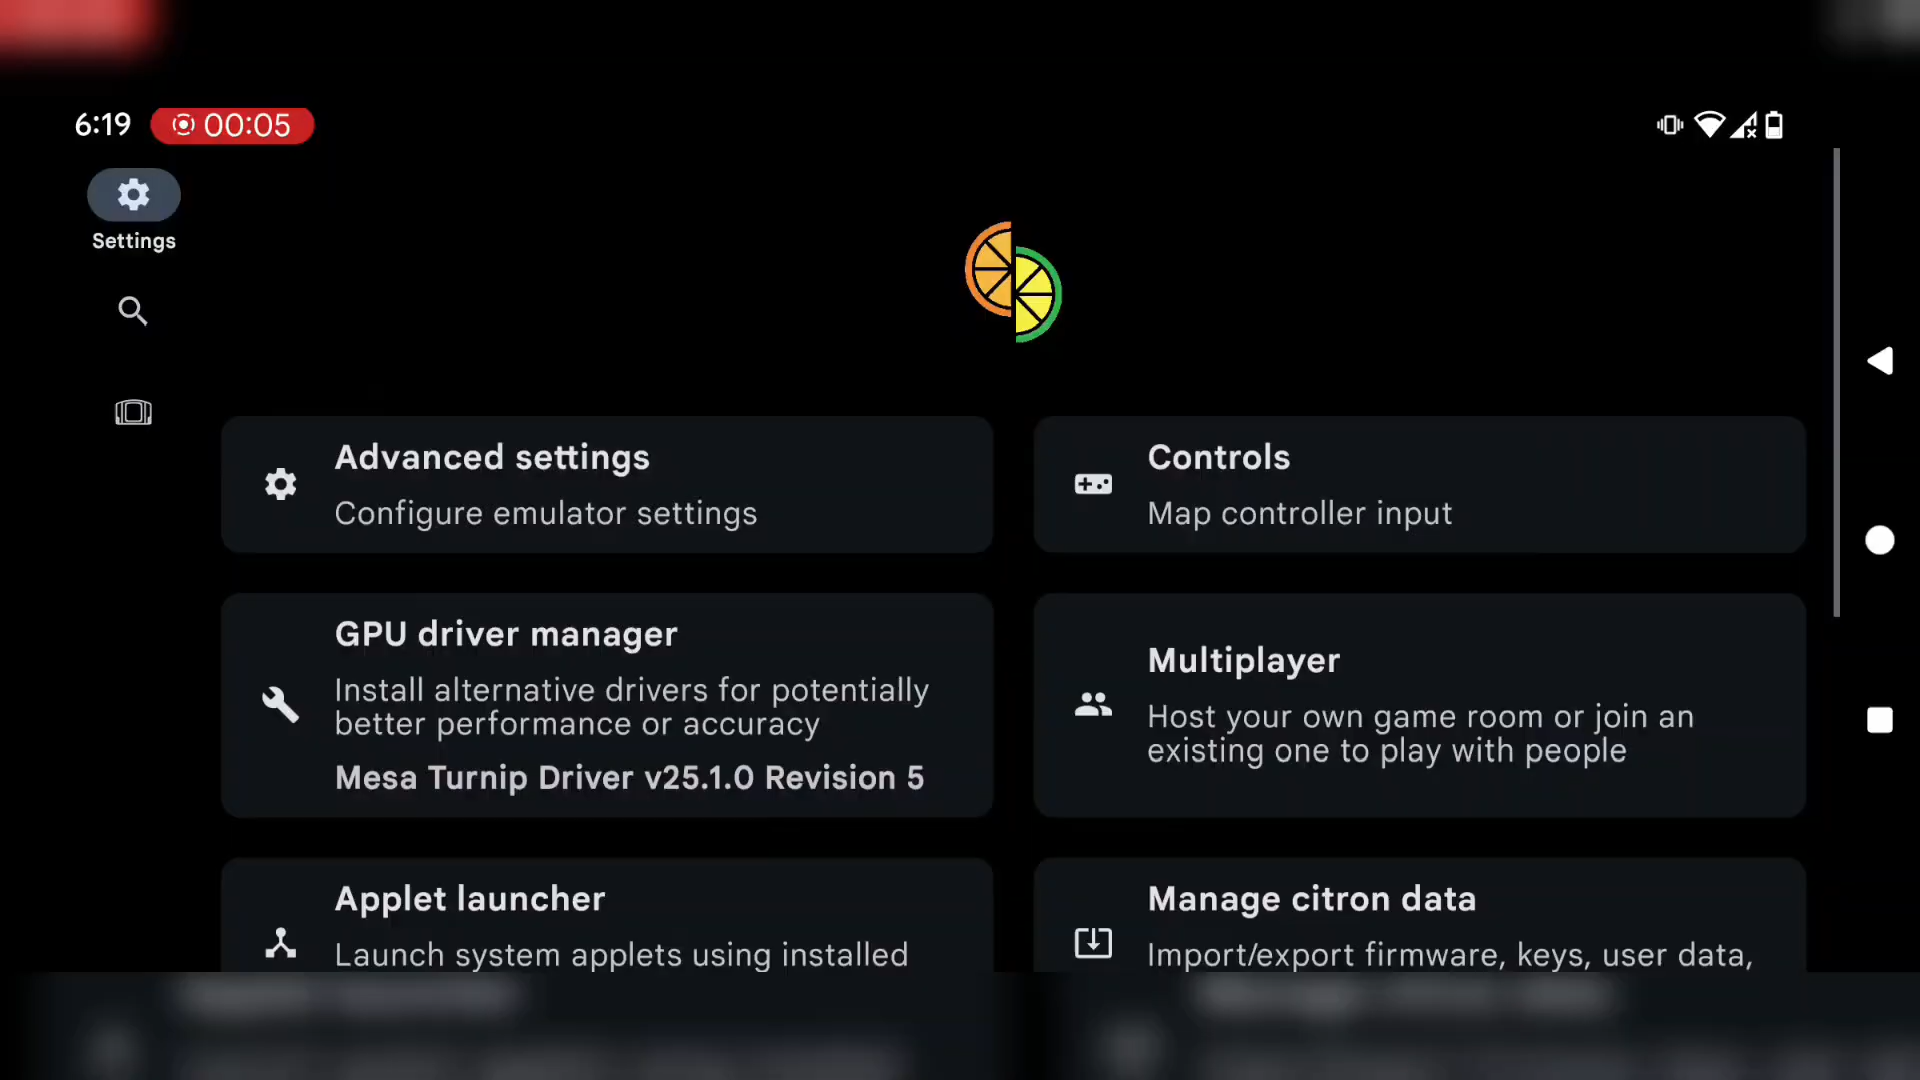 6:19
00:05
Settings
Advanced settings
Configure emulator settings
Controls
Map controller input
GPU driver manager
Install alternative drivers for potentially
better performance or accuracy
Mesa Turnip Driver v25.1.0 Revision 5
Multiplayer
Host your own game room or join an
existing one to play with people
Applet launcher
Launch system applets using installed
Manage citron data
Import/export firmware, keys, user data,